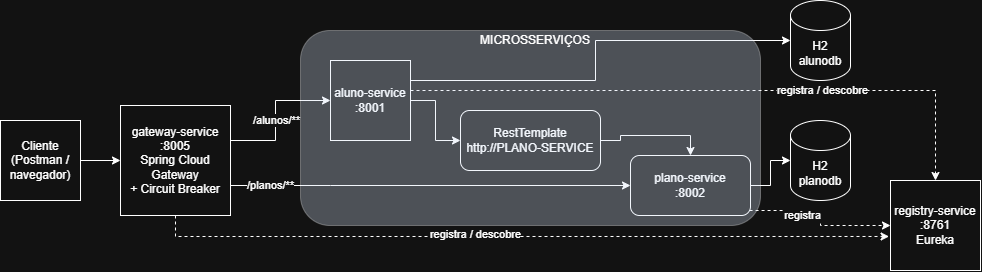 MICROSSERVIÇOS
H2
alunodb
aluno-service
:8001
registra / descobre
/alunos/**
gateway-service
:8005
Spring Cloud
Gateway
+ Circuit Breaker
Cliente
(Postman /
navegador)
RestTemplate
http://PLANO-SERVICE
H2
planodb
/planos/**
plano-service
:8002
registra
registry-service
:8761
Eureka
registra / descobre